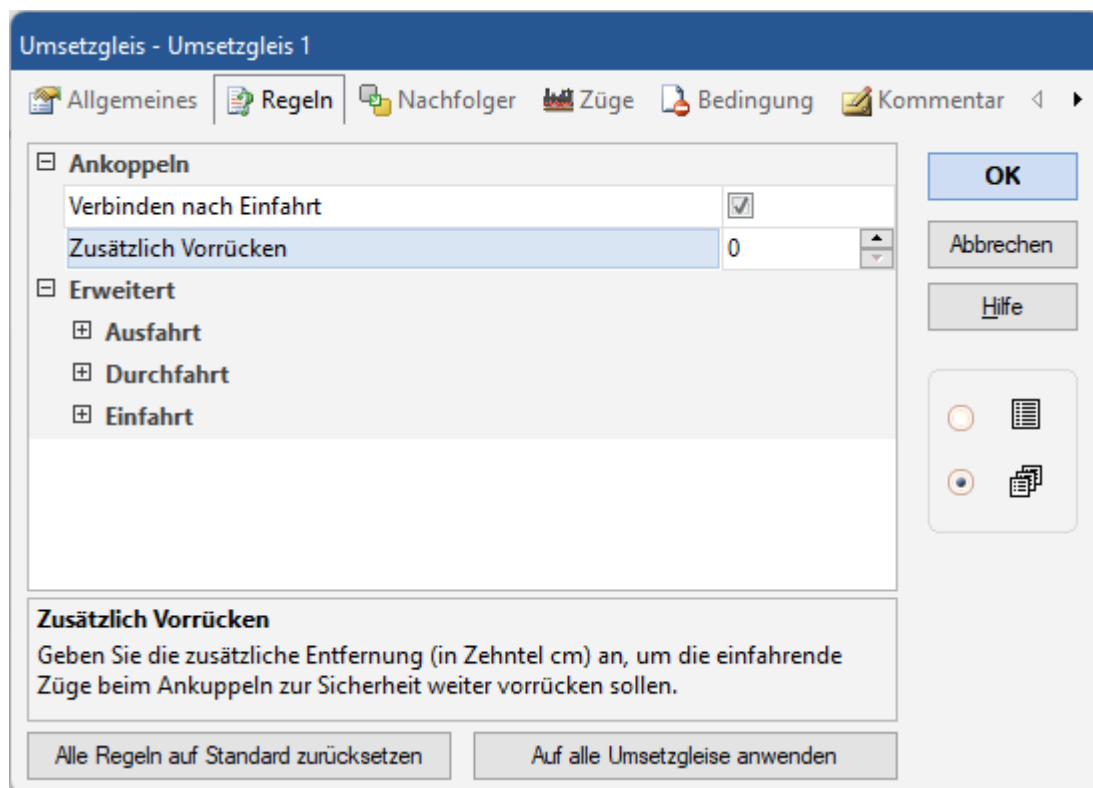 Umsetzgleis - Umsetzgleis 1
Allgemeines Regeln Nachfolger Züge Bedingung Kommentar
Ankoppeln
Verbinden nach Einfahrt
Zusätzlich Vorrücken 0
Erweitert
Ausfahrt
Durchfahrt
Einfahrt
OK
Abbrechen
Hilfe
Zusätzlich Vorrücken
Geben Sie die zusätzliche Entfernung (in Zehntel cm) an, um die einfahrende
Züge beim Ankuppeln zur Sicherheit weiter vorrücken sollen.
Alle Regeln auf Standard zurücksetzen Auf alle Umsetzgleise anwenden